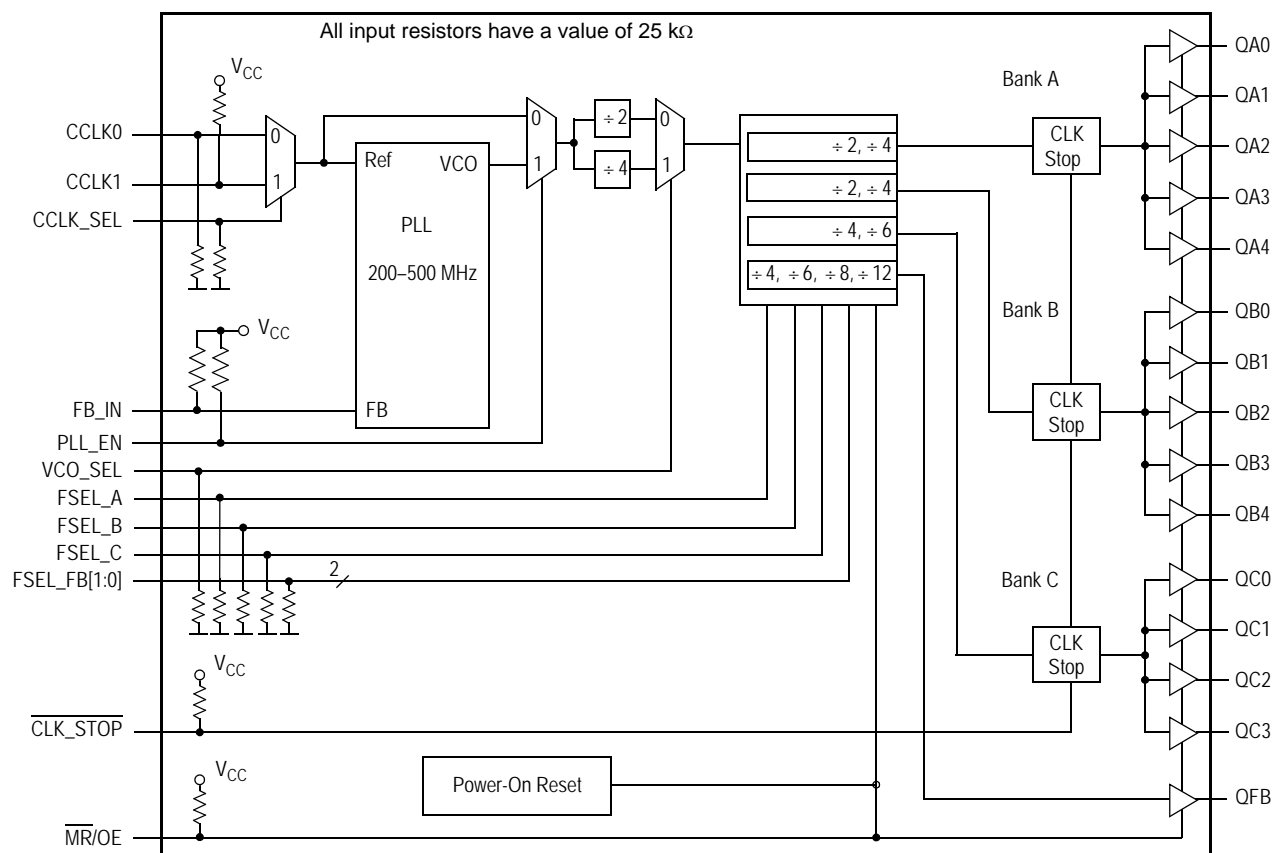 All input resistors have a value of 25 kΩ
VCC
CCLK0
CCLK1
CCLK_SEL
0
1
Ref
VCO
PLL
200–500 MHz
FB
0
1
÷ 2
÷ 4
0
1
÷ 2, ÷ 4
÷ 2, ÷ 4
÷ 4, ÷ 6
÷ 4, ÷ 6, ÷ 8, ÷ 12
Bank A
CLK
Stop
QA0
QA1
QA2
QA3
QA4
VCC
FB_IN
PLL_EN
VCO_SEL
FSEL_A
FSEL_B
FSEL_C
FSEL_FB[1:0]
2
Bank B
CLK
Stop
QB0
QB1
QB2
QB3
QB4
Bank C
CLK
Stop
QC0
QC1
QC2
QC3
VCC
CLK_STOP
VCC
Power-On Reset
MR/OE
QFB